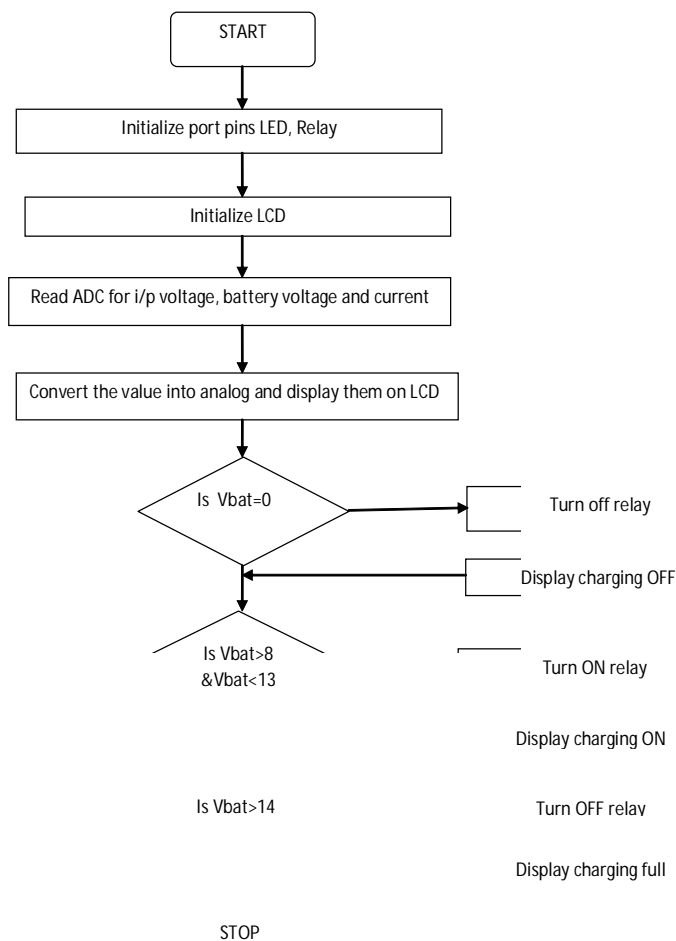 START
Initialize port pins LED, Relay
Initialize LCD
Read ADC for i/p voltage, battery voltage and current
Convert the value into analog and display them on LCD
Is Vbat=0
Turn off relay
Display charging OFF
Is Vbat>8
&Vbat<13
Turn ON relay
Display charging ON
Is Vbat>14
Turn OFF relay
Display charging full
STOP